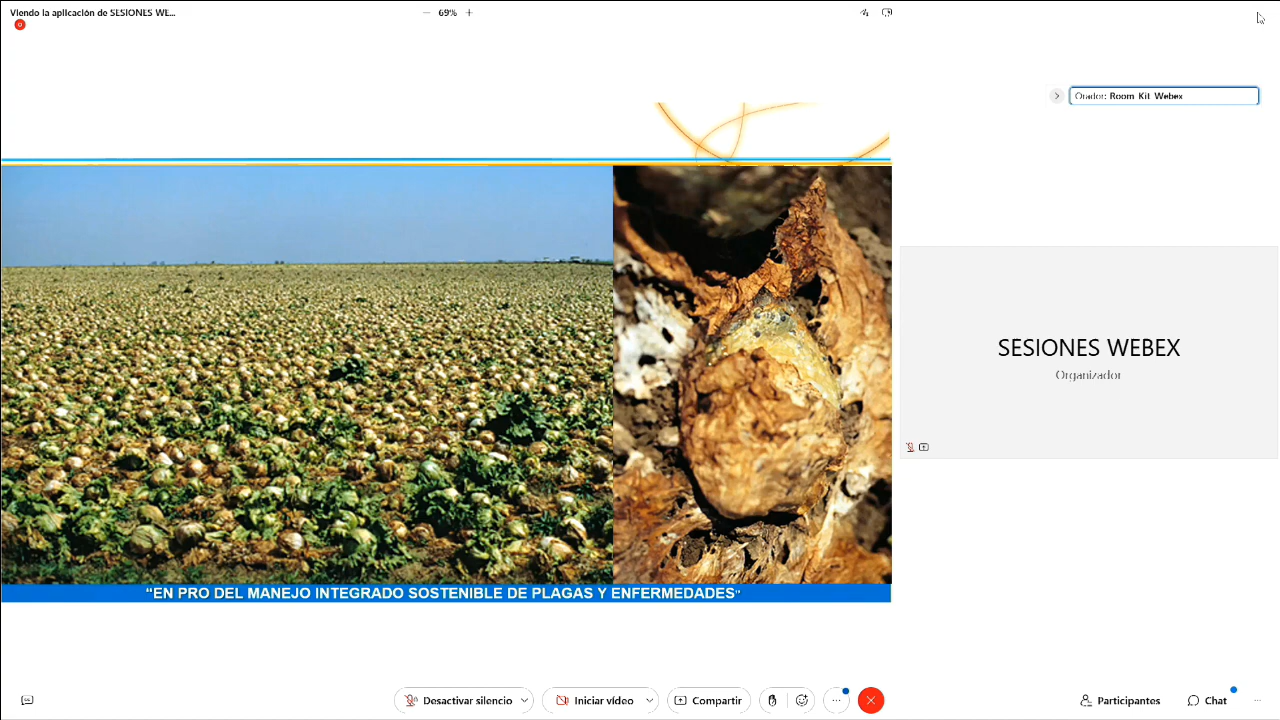 Viendo la aplicación de SESIONES WE...
69%
Orador: Room Kit Webex
SESIONES WEBEX
Organizador
“EN PRO DEL MANEJO INTEGRADO SOSTENIBLE DE PLAGAS Y ENFERMEDADES”
Desactivar silencio
Iniciar vídeo
Compartir
Participantes
Chat